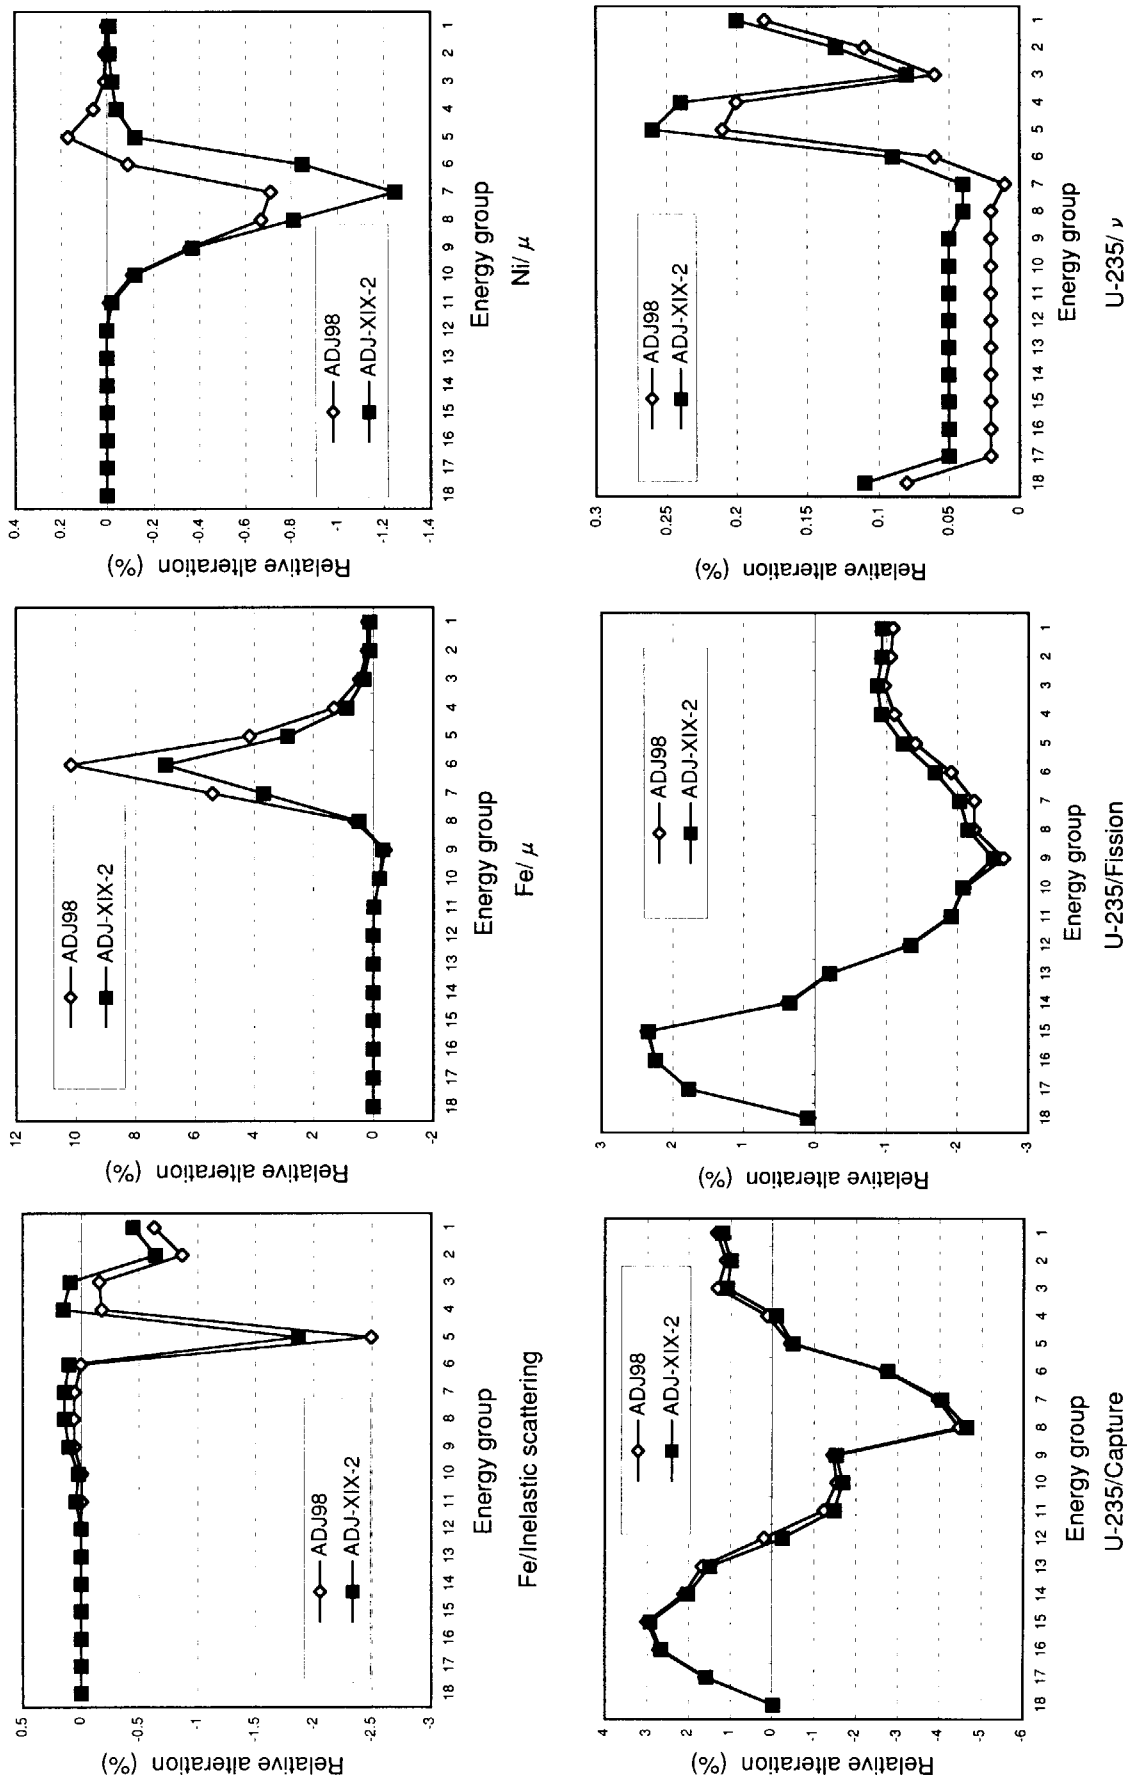 Relative alteration (%)
0.5
0
-0.5
-1
-1.5
-2
-2.5
-3
ADJ98
ADJ-XIX-2
18 17 16 15 14 13 12 11 10 9 8 7 6 5 4 3 2 1
Energy group
Fe/Inelastic scattering
Relative alteration (%)
12
10
8
6
4
2
0
-2
ADJ98
ADJ-XIX-2
18 17 16 15 14 13 12 11 10 9 8 7 6 5 4 3 2 1
Energy group
Fe/ μ
Relative alteration (%)
0.4
0.2
0
-0.2
-0.4
-0.6
-0.8
-1
-1.2
-1.4
ADJ98
ADJ-XIX-2
18 17 16 15 14 13 12 11 10 9 8 7 6 5 4 3 2 1
Energy group
Ni/ μ
Relative alteration (%)
4
3
2
1
0
-1
-2
-3
-4
-5
-6
ADJ98
ADJ-XIX-2
18 17 16 15 14 13 12 11 10 9 8 7 6 5 4 3 2 1
Energy group
U-235/Capture
Relative alteration (%)
3
2
1
0
-1
-2
-3
ADJ98
ADJ-XIX-2
18 17 16 15 14 13 12 11 10 9 8 7 6 5 4 3 2 1
Energy group
U-235/Fission
Relative alteration (%)
0.3
0.25
0.2
0.15
0.1
0.05
0
ADJ98
ADJ-XIX-2
18 17 16 15 14 13 12 11 10 9 8 7 6 5 4 3 2 1
Energy group
U-235/ ν